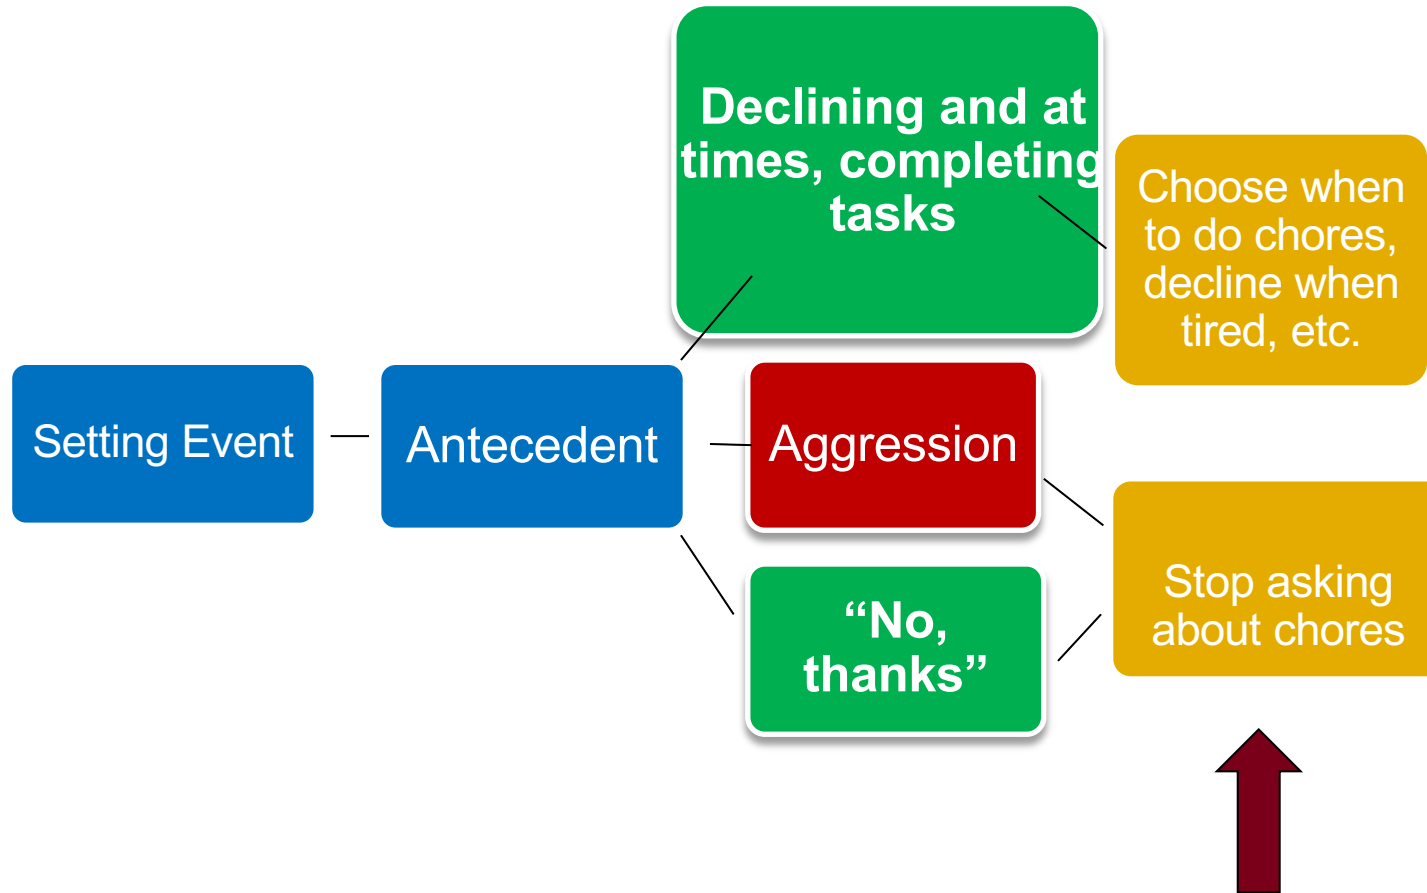 Declining and at
times, completing
tasks
Choose when
to do chores,
decline when
tired, etc.
Setting Event
Antecedent
Aggression
“No,
thanks”
Stop asking
about chores